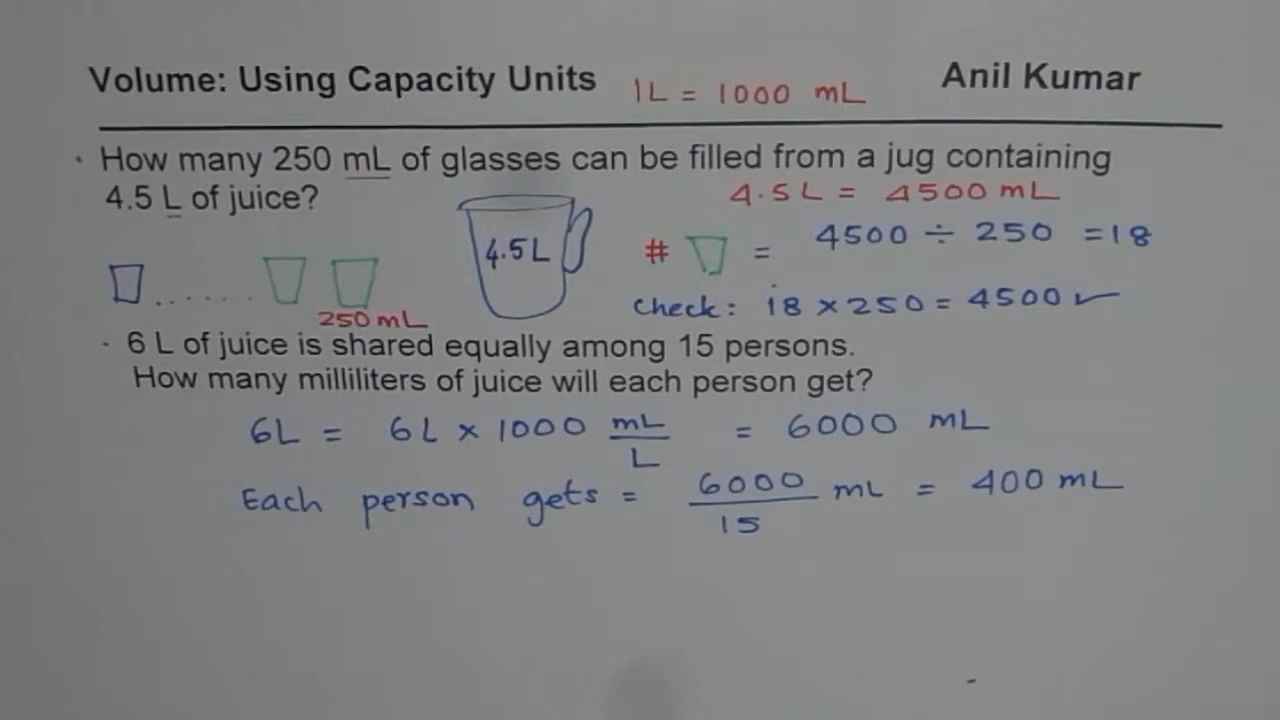 Volume: Using Capacity Units 1L = 1000 mL Anil Kumar
· How many 250 mL of glasses can be filled from a jug containing
4.5 L of juice? 4.5L = 4500 mL
4.5L # = 4500 ÷ 250 = 18
250 mL Check: 18 × 250 = 4500 ✓
· 6 L of juice is shared equally among 15 persons.
How many milliliters of juice will each person get?
6L = 6L × 1000 mL/L = 6000 mL
Each person gets = 6000/15 mL = 400 mL